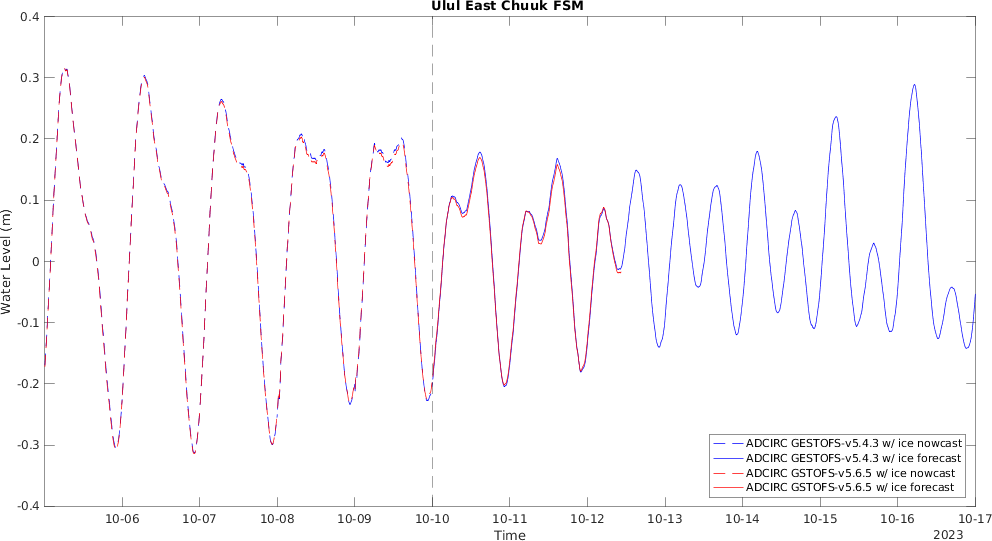 Ulul East Chuuk FSM
0.4
0.3
0.2
0.1
0
-0.1
-0.2
-0.3
-0.4
Water Level (m)
ADCIRC GESTOFS-v5.4.3 w/ ice nowcast
ADCIRC GESTOFS-v5.4.3 w/ ice forecast
ADCIRC GSTOFS-v5.6.5 w/ ice nowcast
ADCIRC GSTOFS-v5.6.5 w/ ice forecast
10-06 10-07 10-08 10-09 10-10 10-11 10-12 10-13 10-14 10-15 10-16 10-17
Time
2023